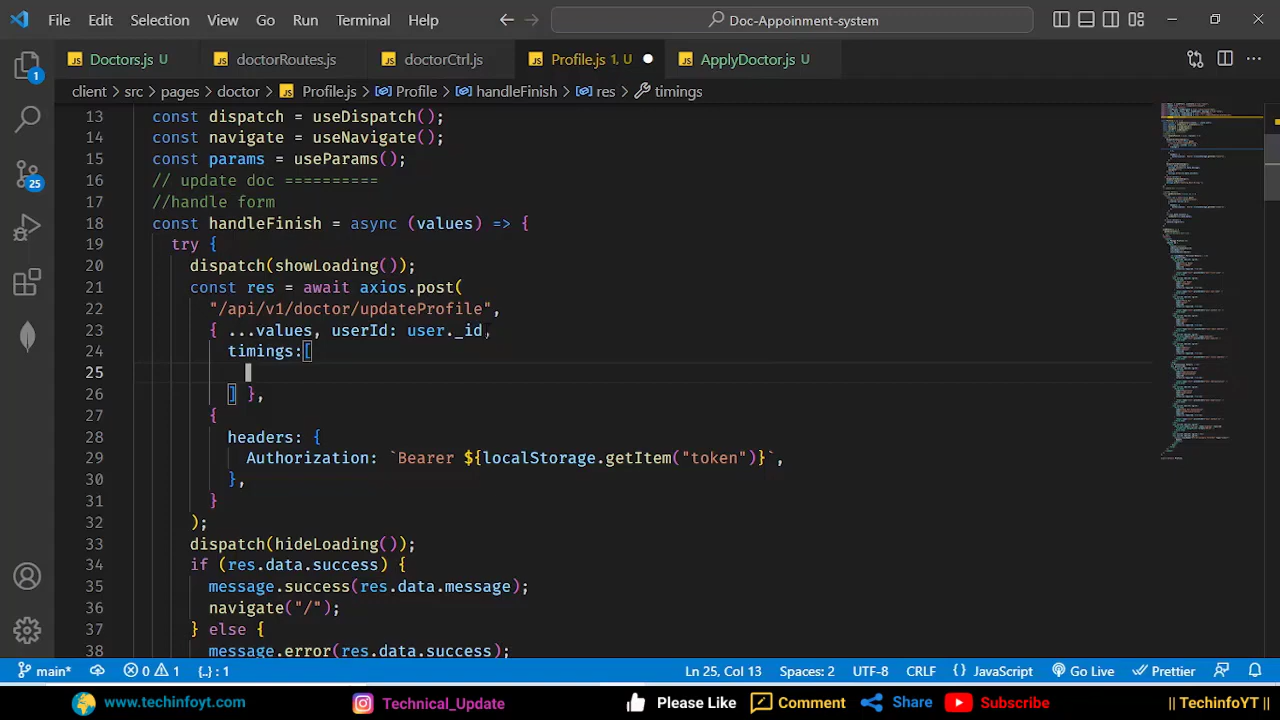 File Edit Selection View Go Run Terminal Help Doc-Appoinment-system
Doctors.js U doctorRoutes.js doctorCtrl.js Profile.js 1, U ApplyDoctor.js U
client > src > pages > doctor > Profile.js > Profile > handleFinish > res > timings
13 const dispatch = useDispatch();
14 const navigate = useNavigate();
15 const params = useParams();
16 // update doc ==========
17 //handle form
18 const handleFinish = async (values) => {
19 try {
20 dispatch(showLoading());
21 const res = await axios.post(
22 "/api/v1/doctor/updateProfile",
23 { ...values, userId: user._id,
24 timings:[
25
26 ] },
27 {
28 headers: {
29 Authorization: `Bearer ${localStorage.getItem("token")}`,
30 },
31 }
32 );
33 dispatch(hideLoading());
34 if (res.data.success) {
35 message.success(res.data.message);
36 navigate("/");
37 } else {
38 message.error(res.data.success);
1
25
main* 0 1 {..} : 1 Ln 25, Col 13 Spaces: 2 UTF-8 CRLF {} JavaScript Go Live Prettier
www.techinfoyt.com Technical_Update Please Like Comment Share Subscribe || TechinfoYT ||